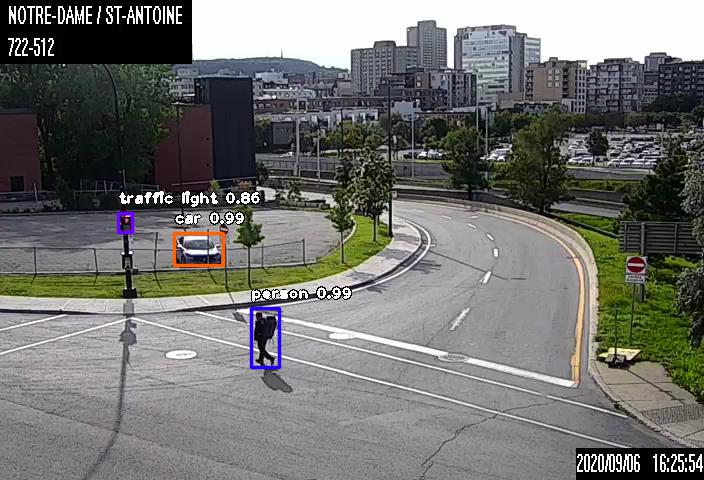 NOTRE-DAME / ST-ANTOINE
722-512
traffic light 0.86
car 0.99
person 0.99
2020/09/06 16:25:54